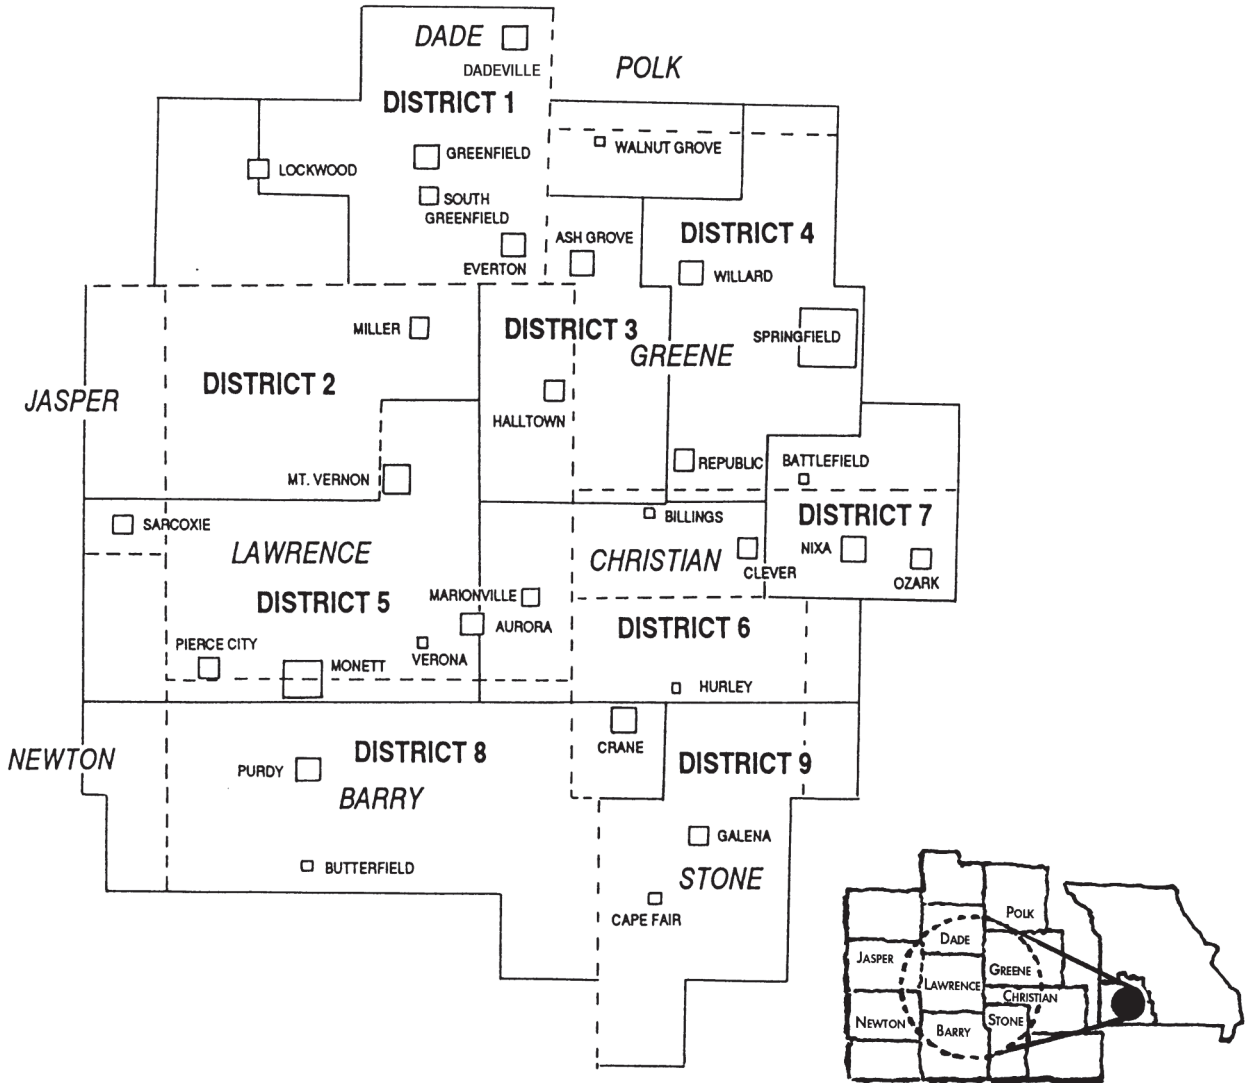 DADE
DADEVILLE
POLK
DISTRICT 1
WALNUT GROVE
GREENFIELD
LOCKWOOD
SOUTH
GREENFIELD
DISTRICT 4
ASH GROVE
EVERTON
WILLARD
MILLER
DISTRICT 3
SPRINGFIELD
GREENE
DISTRICT 2
JASPER
HALLTOWN
REPUBLIC
BATTLEFIELD
MT. VERNON
SARCOXIE
BILLINGS
DISTRICT 7
LAWRENCE
CHRISTIAN
NIXA
CLEVER
OZARK
MARIONVILLE
DISTRICT 5
AURORA
DISTRICT 6
PIERCE CITY
VERONA
MONETT
HURLEY
CRANE
DISTRICT 8
NEWTON
DISTRICT 9
PURDY
BARRY
GALENA
BUTTERFIELD
STONE
CAPE FAIR
POLK
DADE
JASPER
GREENE
LAWRENCE
CHRISTIAN
NEWTON
STONE
BARRY